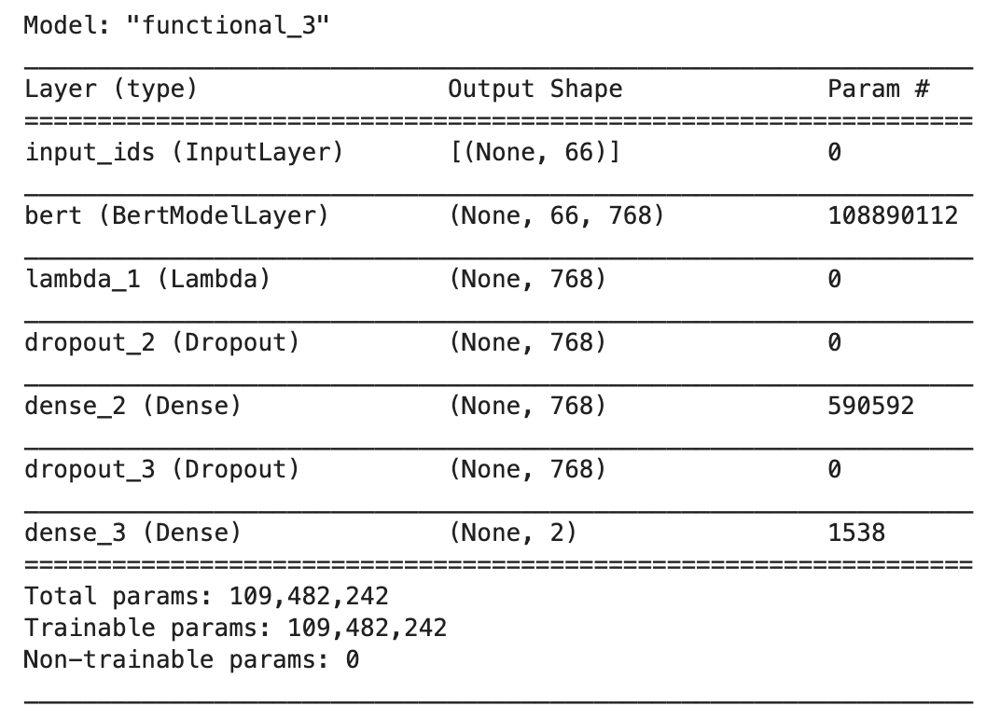 Model: "functional_3"
_________________________________________________________________
Layer (type)                 Output Shape              Param #
=================================================================
input_ids (InputLayer)       [(None, 66)]              0
_________________________________________________________________
bert (BertModelLayer)        (None, 66, 768)           108890112
_________________________________________________________________
lambda_1 (Lambda)            (None, 768)               0
_________________________________________________________________
dropout_2 (Dropout)          (None, 768)               0
_________________________________________________________________
dense_2 (Dense)              (None, 768)               590592
_________________________________________________________________
dropout_3 (Dropout)          (None, 768)               0
_________________________________________________________________
dense_3 (Dense)              (None, 2)                 1538
=================================================================
Total params: 109,482,242
Trainable params: 109,482,242
Non-trainable params: 0
_________________________________________________________________